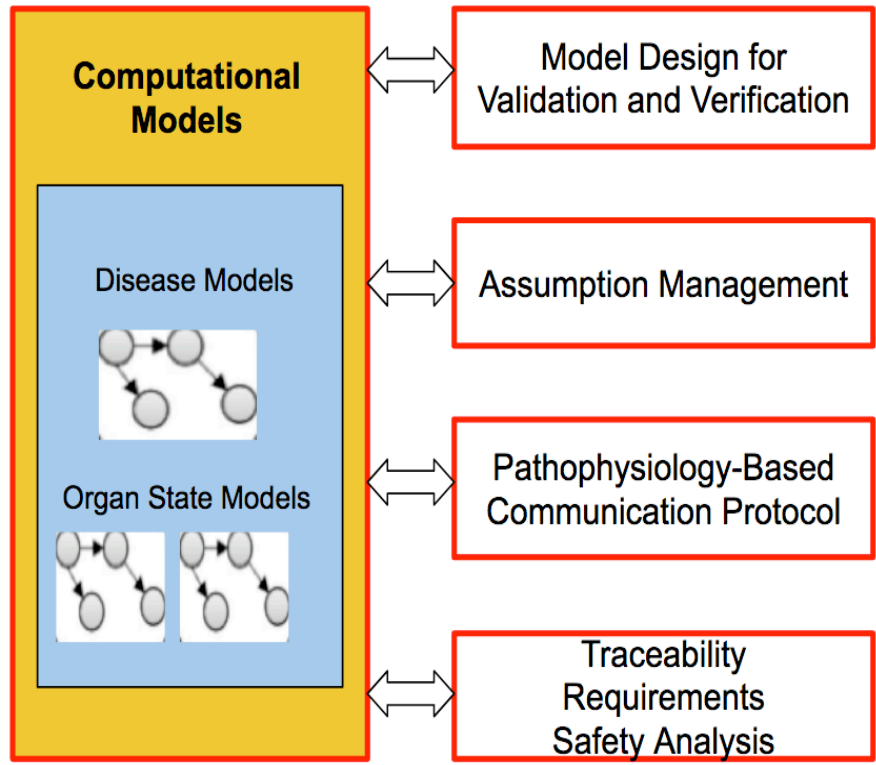 Computational
Models
Disease Models
Organ State Models
Model Design for
Validation and Verification
Assumption Management
Pathophysiology-Based
Communication Protocol
Traceability
Requirements
Safety Analysis